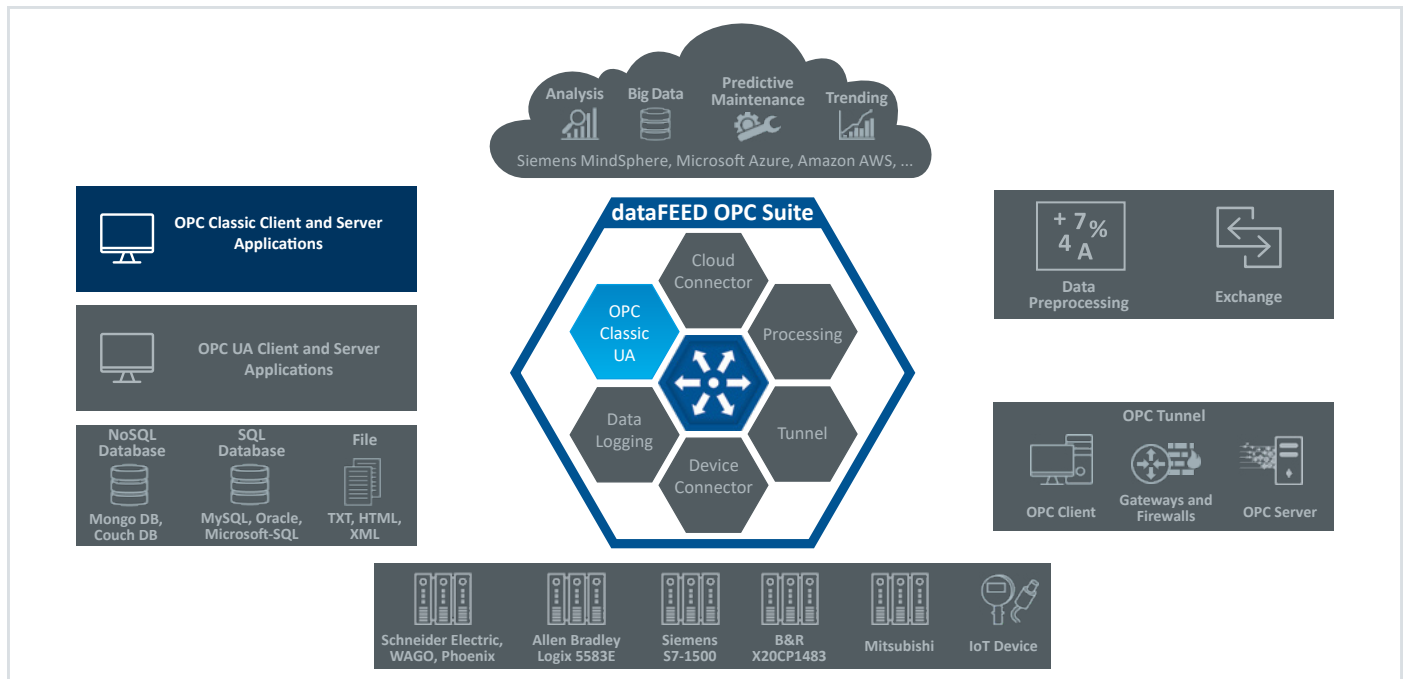 Analysis
Big Data
Predictive
Maintenance
Trending
Siemens MindSphere, Microsoft Azure, Amazon AWS, ...
OPC Classic Client and Server
Applications
OPC UA Client and Server
Applications
NoSQL
Database
Mongo DB,
Couch DB
SQL
Database
MySQL, Oracle,
Microsoft-SQL
File
TXT, HTML,
XML
dataFEED OPC Suite
Cloud
Connector
OPC
Classic
UA
Processing
Data
Logging
Tunnel
Device
Connector
+ 7%
4 A
Data
Preprocessing
Exchange
OPC Tunnel
OPC Client
Gateways and
Firewalls
OPC Server
Schneider Electric,
WAGO, Phoenix
Allen Bradley
Logix 5583E
Siemens
S7-1500
B&R
X20CP1483
Mitsubishi
IoT Device